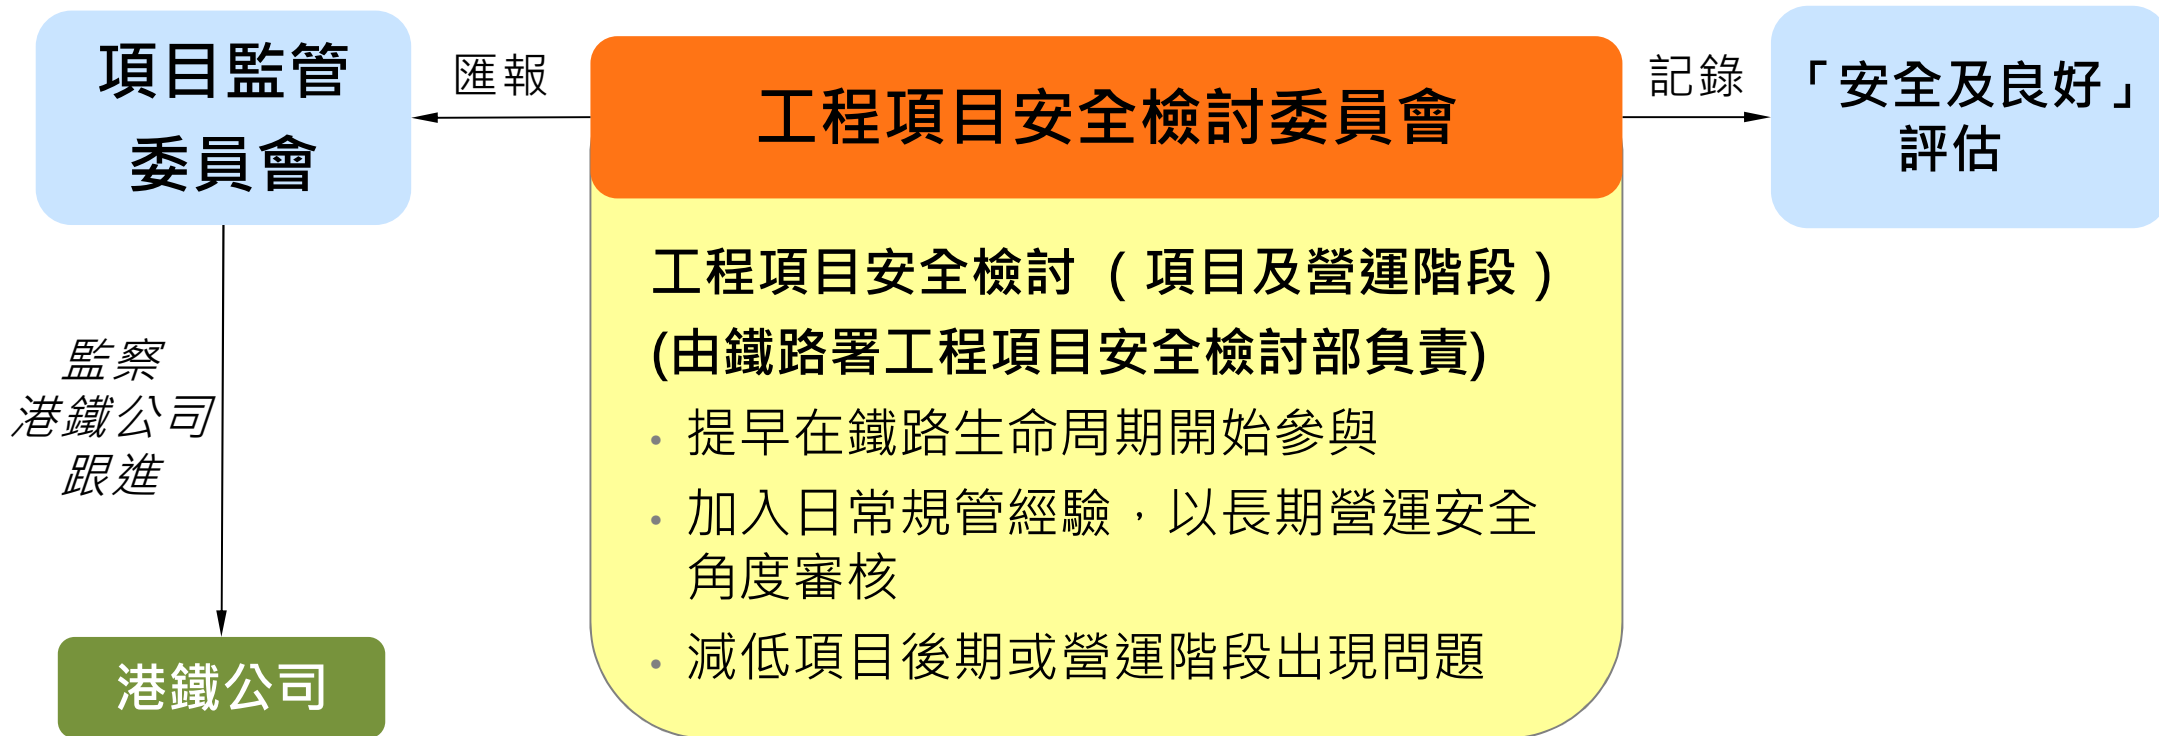 項目監管
委員會
匯報
工程項目安全檢討委員會
記錄
「安全及良好」
評估
工程項目安全檢討（項目及營運階段）
(由鐵路署工程項目安全檢討部負責)
• 提早在鐵路生命周期開始參與
• 加入日常規管經驗，以長期營運安全
角度審核
• 減低項目後期或營運階段出現問題
監察
港鐵公司
跟進
港鐵公司